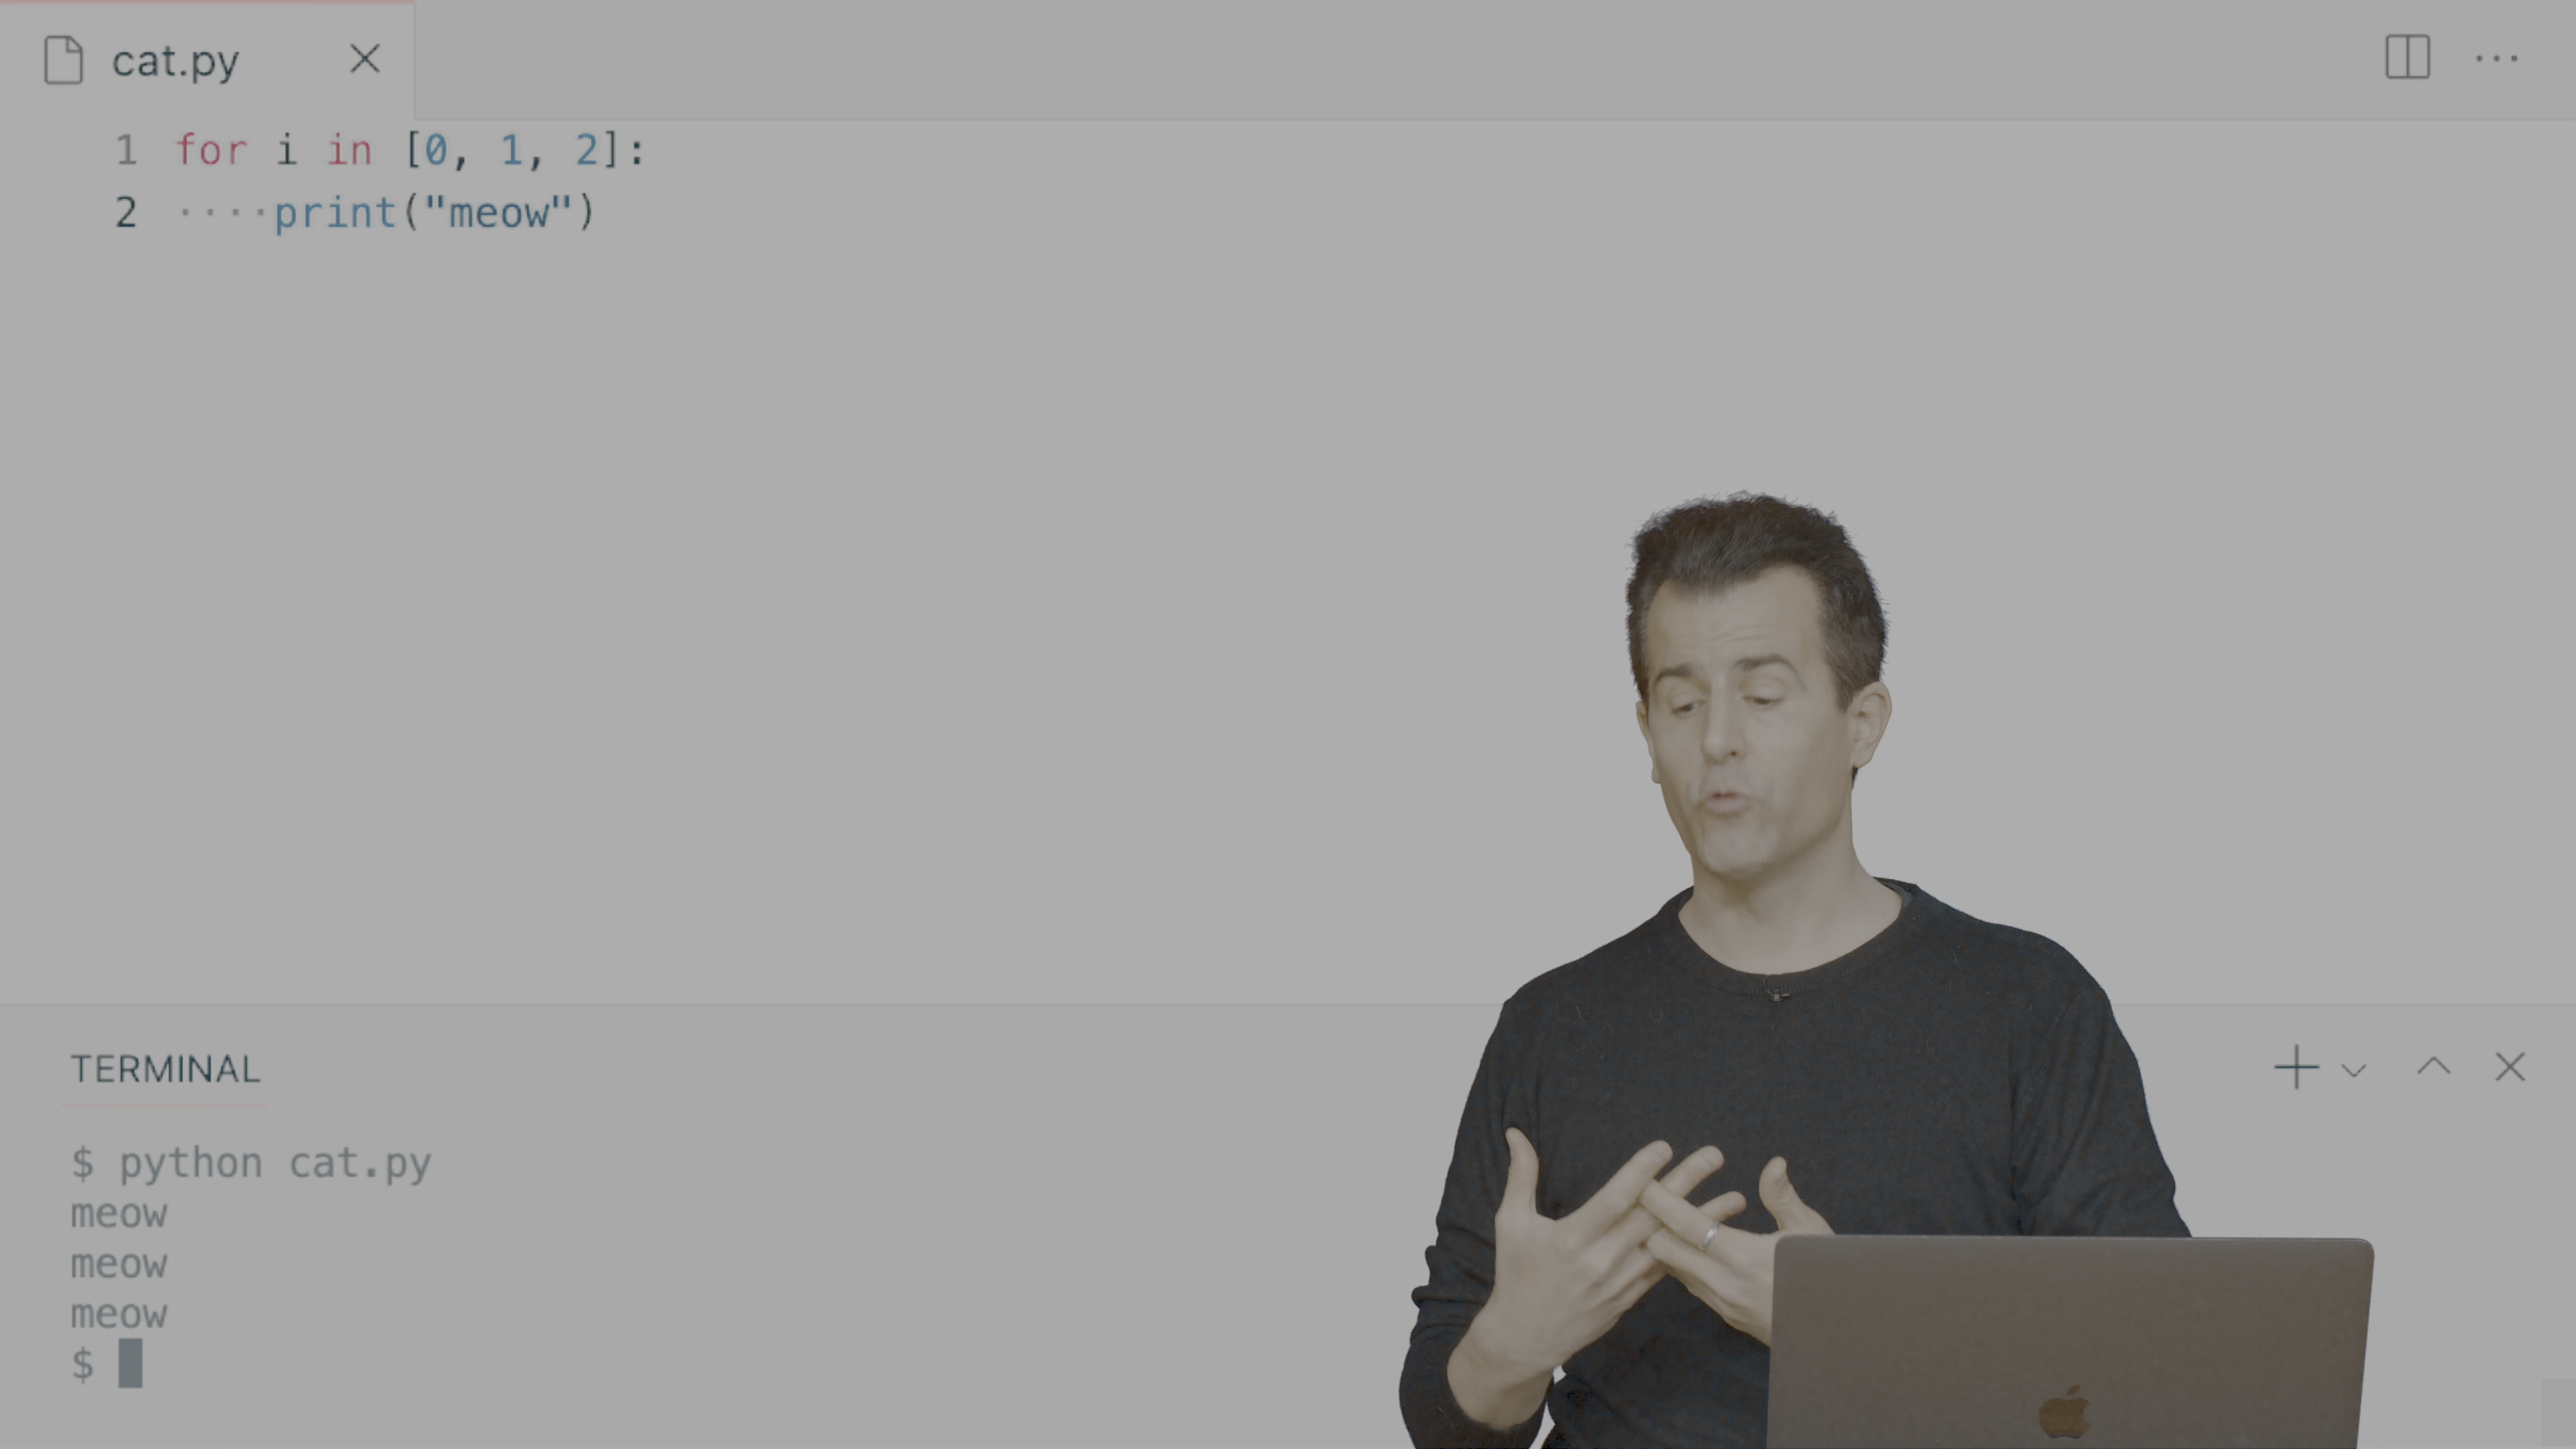 cat.py
1 for i in [0, 1, 2]:
2 ····print("meow")
TERMINAL
$ python cat.py
meow
meow
meow
$